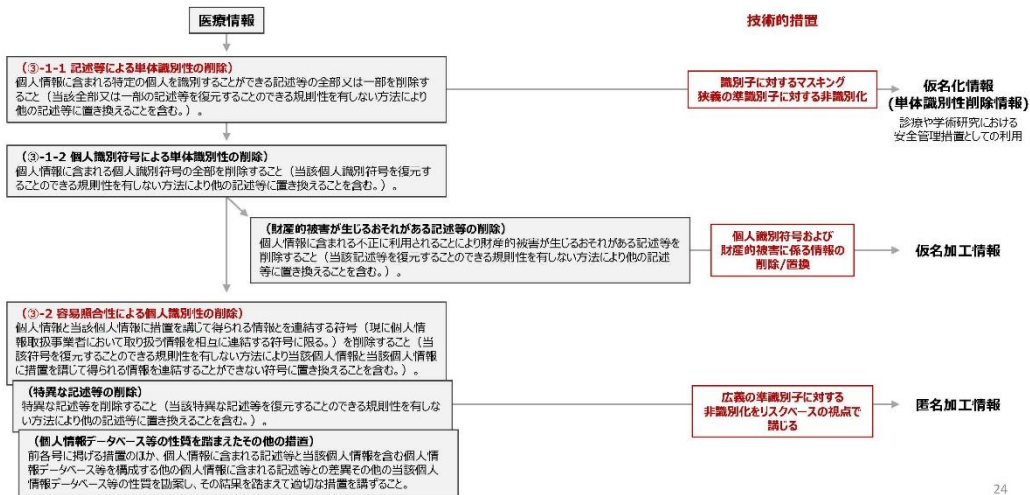 医療情報
技術的措置
（③-1-1 記述等による単体識別性の削除）
個人情報に含まれる特定の個人を識別することができる記述等の全部又は一部を削除す
ること（当該全部又は一部の記述等を復元することのできる規則性を有しない方法により
他の記述等に置き換えることを含む。）。
識別子に対するマスキング
狭義の準識別子に対する非識別化
仮名化情報
(単体識別性削除情報)
診療や学術研究における
安全管理措置としての利用
（③-1-2 個人識別符号による単体識別性の削除）
個人情報に含まれる個人識別符号の全部を削除すること（当該個人識別符号を復元す
ることのできる規則性を有しない方法により他の記述等に置き換えることを含む。）。
（財産的被害が生じるおそれがある記述等の削除）
個人情報に含まれる不正に利用されることにより財産的被害が生じるおそれがある記述等を
削除すること（当該記述等を復元することのできる規則性を有しない方法により他の記述
等に置き換えることを含む。）。
個人識別符号および
財産的被害に係る情報の
削除/置換
仮名加工情報
（③-2 容易照合性による個人識別性の削除）
個人情報と当該個人情報に措置を講じて得られる情報とを連結する符号（現に個人情
報取扱事業者において取り扱う情報を相互に連結する符号に限る。）を削除すること（当
該符号を復元することのできる規則性を有しない方法により当該個人情報と当該個人情報
に措置を講じて得られる情報を連結することができない符号に置き換えることを含む。）。
（特異な記述等の削除）
特異な記述等を削除すること（当該特異な記述等を復元することのできる規則性を有しな
い方法により他の記述等に置き換えることを含む。）。
広義の準識別子に対する
非識別化をリスクベースの視点で
講じる
匿名加工情報
（個人情報データベース等の性質を踏まえたその他の措置）
前各号に掲げる措置のほか、個人情報に含まれる記述等と当該個人情報を含む個人情
報データベース等を構成する他の個人情報に含まれる記述等との差異その他の当該個人情
報データベース等の性質を勘案し、その結果を踏まえて適切な措置を講ずること。
24